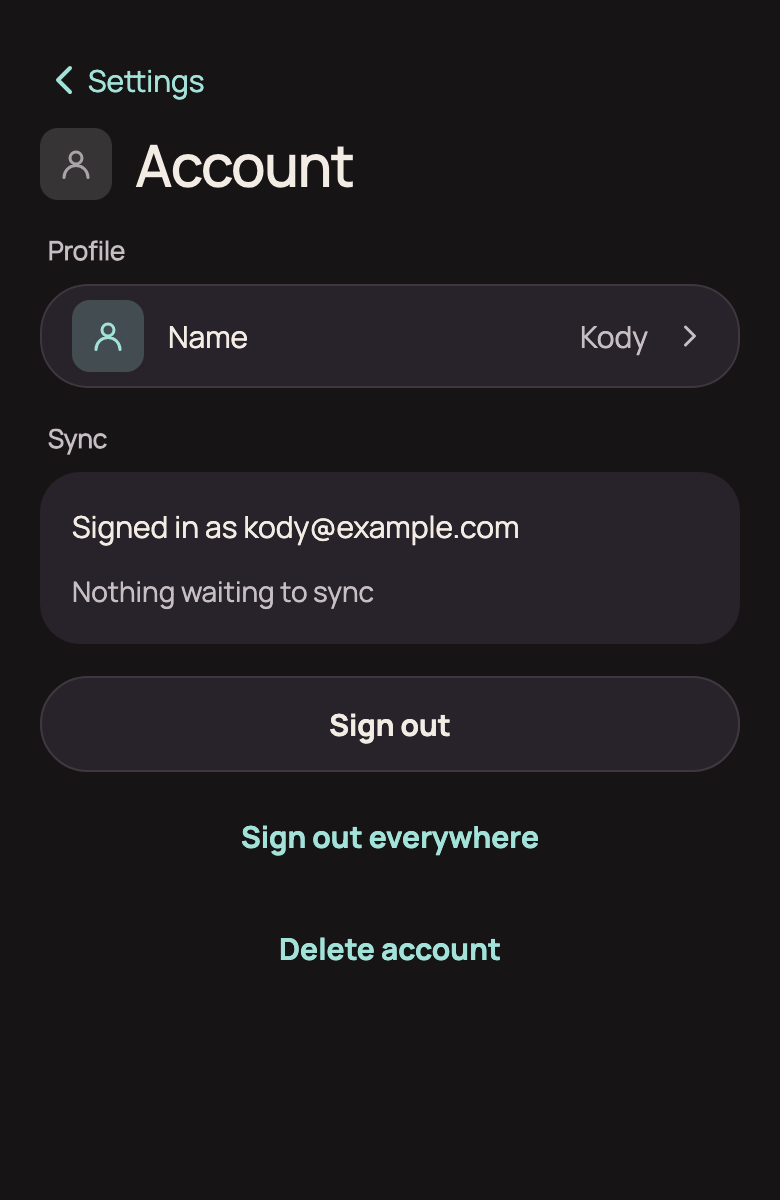 Settings
Account
Profile
Name Kody
Sync
Signed in as kody@example.com
Nothing waiting to sync
Sign out
Sign out everywhere
Delete account